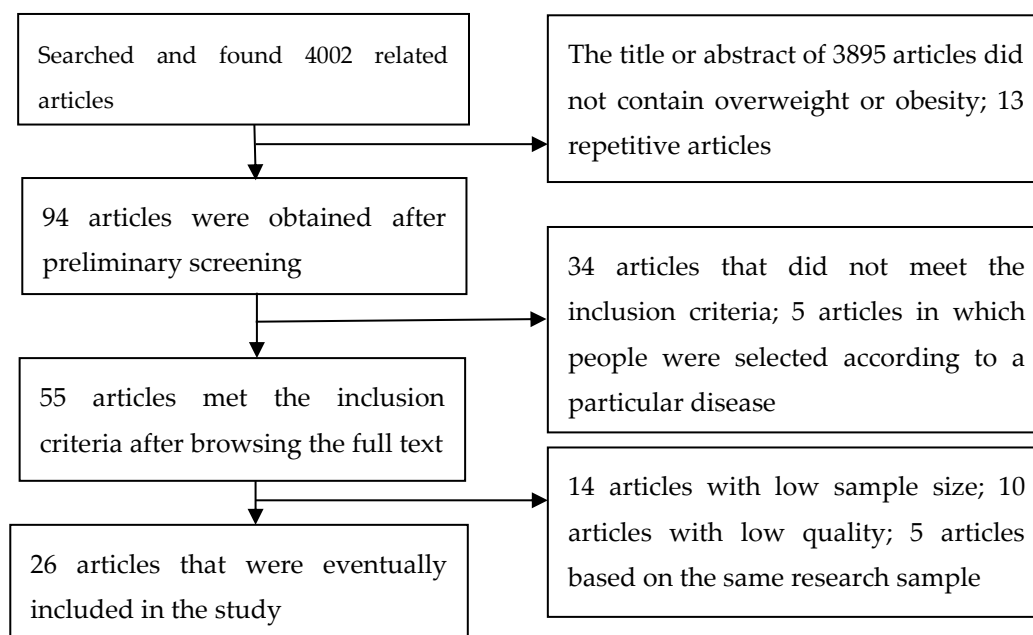 Searched and found 4002 related
articles
The title or abstract of 3895 articles did
not contain overweight or obesity; 13
repetitive articles
94 articles were obtained after
preliminary screening
34 articles that did not meet the
inclusion criteria; 5 articles in which
people were selected according to a
particular disease
55 articles met the inclusion
criteria after browsing the full text
14 articles with low sample size; 10
articles with low quality; 5 articles
based on the same research sample
26 articles that were eventually
included in the study